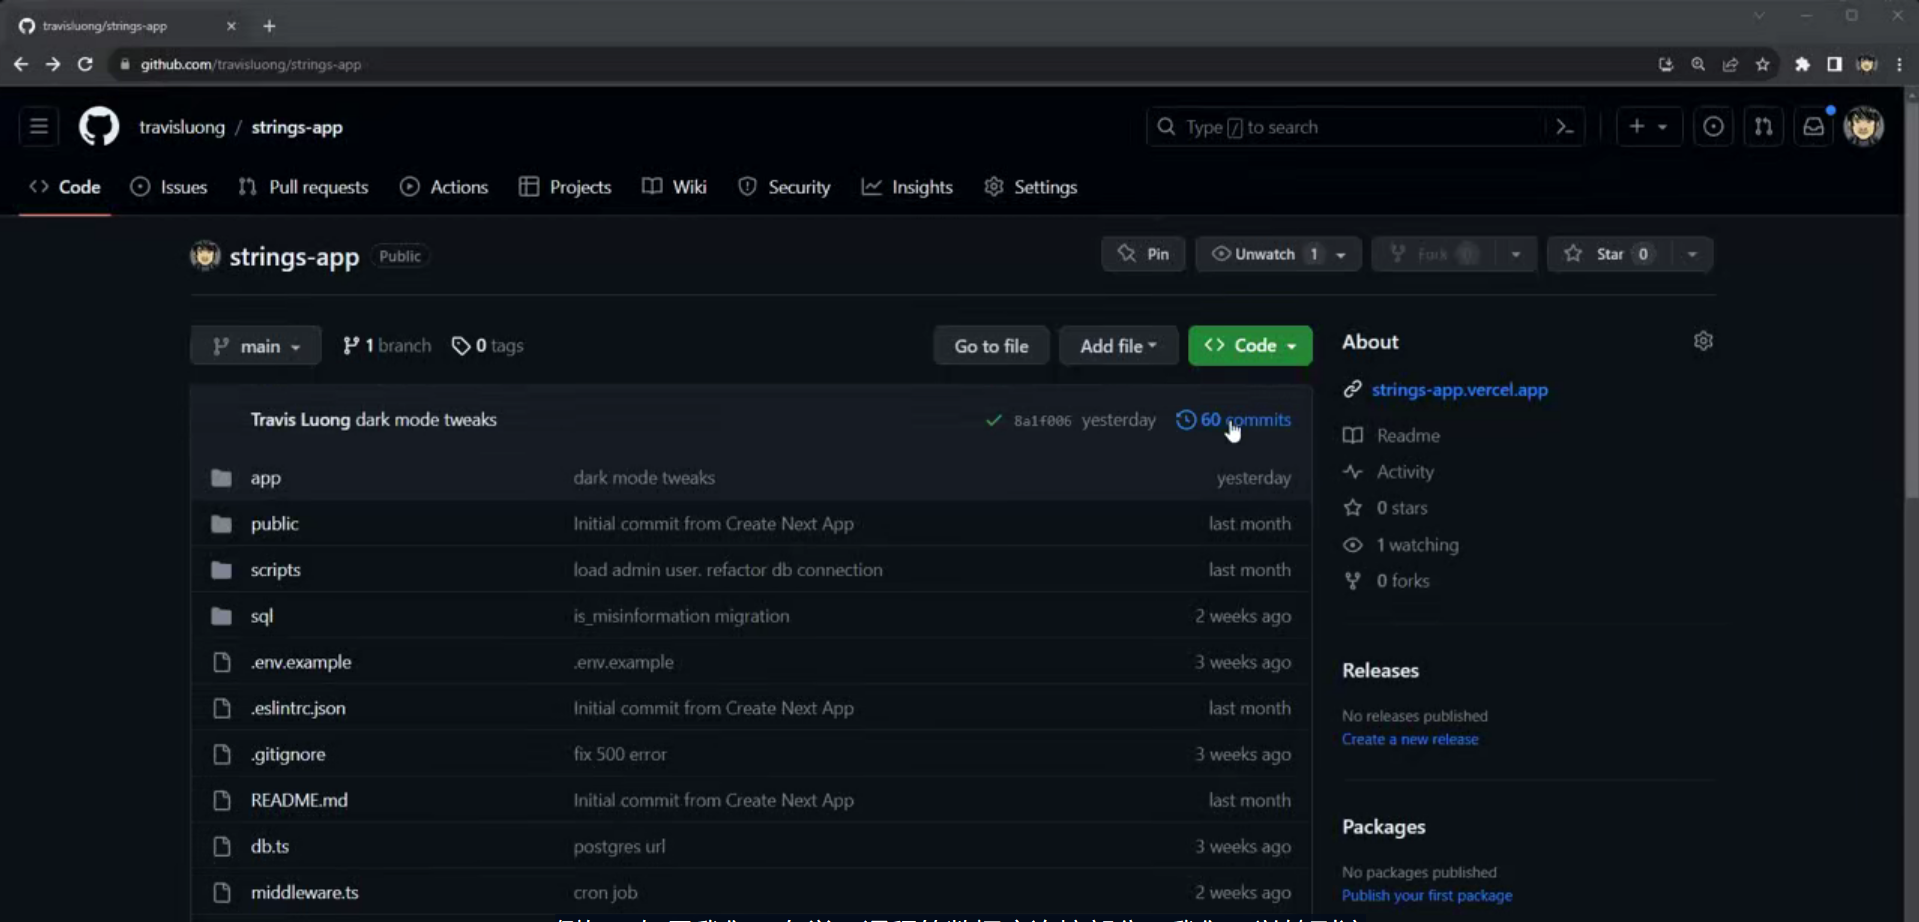 travisluong/strings-app
github.com/travisluong/strings-app
travisluong / strings-app
Type / to search
Code Issues Pull requests Actions Projects Wiki Security Insights Settings
strings-app Public
Pin Unwatch 1 Fork 0 Star 0
main 1 branch 0 tags Go to file Add file Code
Travis Luong dark mode tweaks 8a1f006 yesterday 60 commits
app dark mode tweaks yesterday
public Initial commit from Create Next App last month
scripts load admin user. refactor db connection last month
sql is_misinformation migration 2 weeks ago
.env.example .env.example 3 weeks ago
.eslintrc.json Initial commit from Create Next App last month
.gitignore fix 500 error 3 weeks ago
README.md Initial commit from Create Next App last month
db.ts postgres url 3 weeks ago
middleware.ts cron job 2 weeks ago
About
strings-app.vercel.app
Readme
Activity
0 stars
1 watching
0 forks
Releases
No releases published
Create a new release
Packages
No packages published
Publish your first package